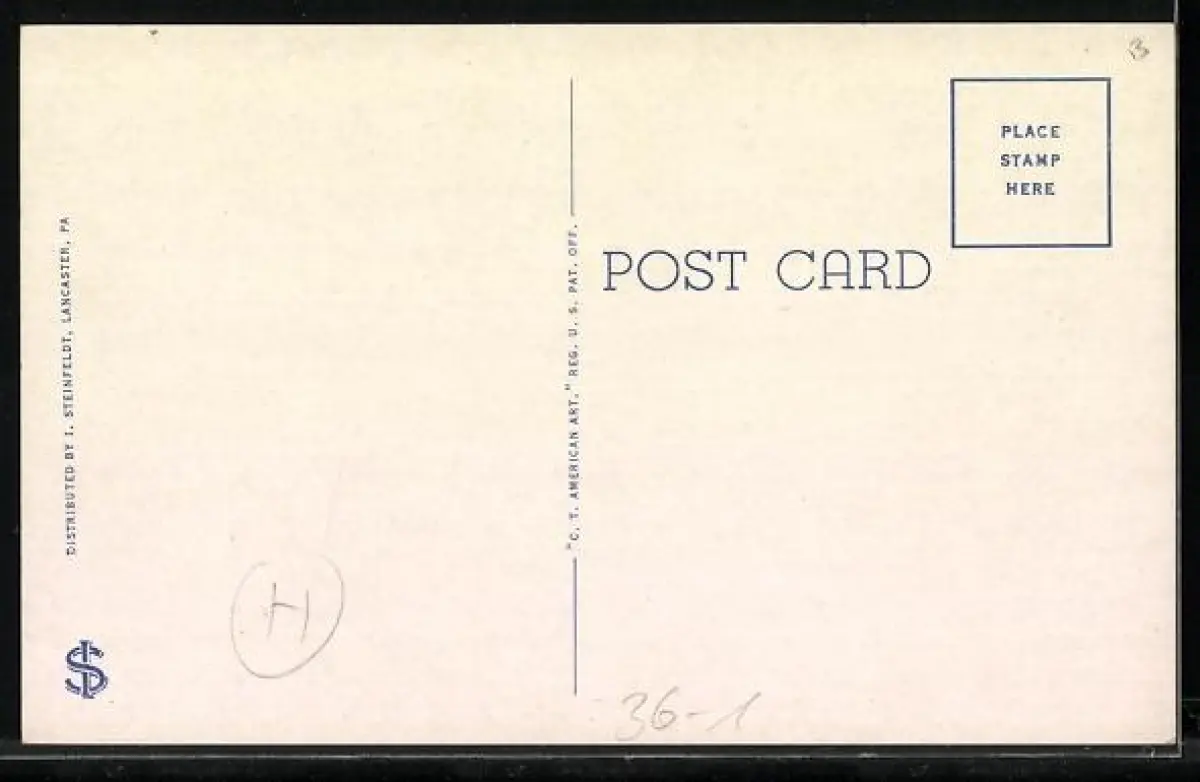 3
PLACE
STAMP
HERE
POST CARD
DISTRIBUTED BY I. STEINFELDT, LANCASTER, PA
"C. T. AMERICAN ART," REG. U. S. PAT. OFF.
H
36-1